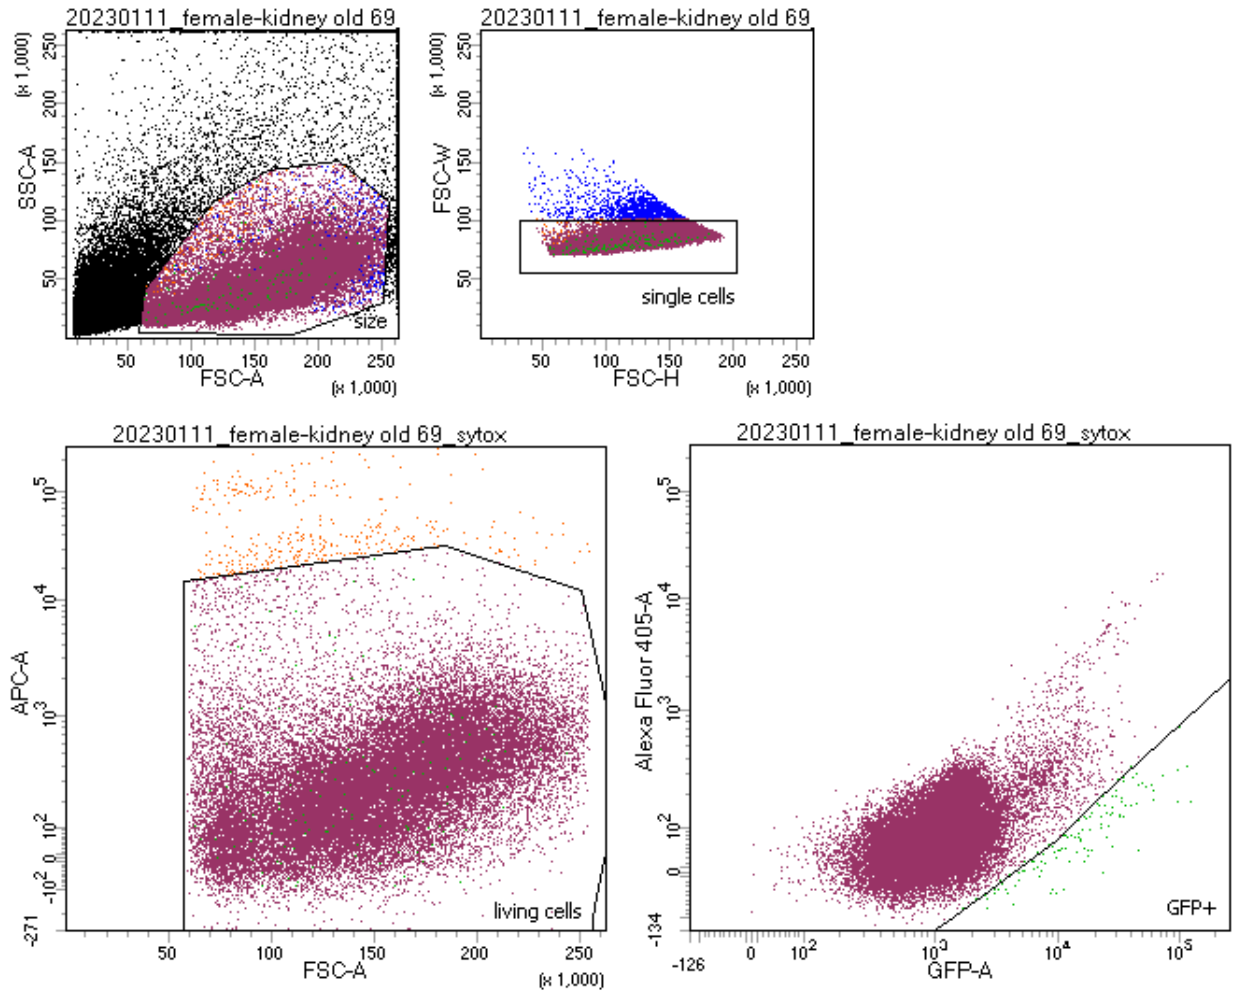 20230111_female-kidney old 69
(x 1,000)
SSC-A
250
200
150
100
50
size
50 100 150 200 250
FSC-A
(x 1,000)
20230111_female-kidney old 69
(x 1,000)
FSC-W
250
200
150
100
50
single cells
50 100 150 200 250
FSC-H
(x 1,000)
20230111_female-kidney old 69_sytox
APC-A
10^5
10^4
10^3
10^2
0
-10^2
-271
living cells
50 100 150 200 250
FSC-A
(x 1,000)
20230111_female-kidney old 69_sytox
Alexa Fluor 405-A
10^5
10^4
10^3
10^2
0
-134
GFP+
-126 0 10^2 10^3 10^4 10^5
GFP-A